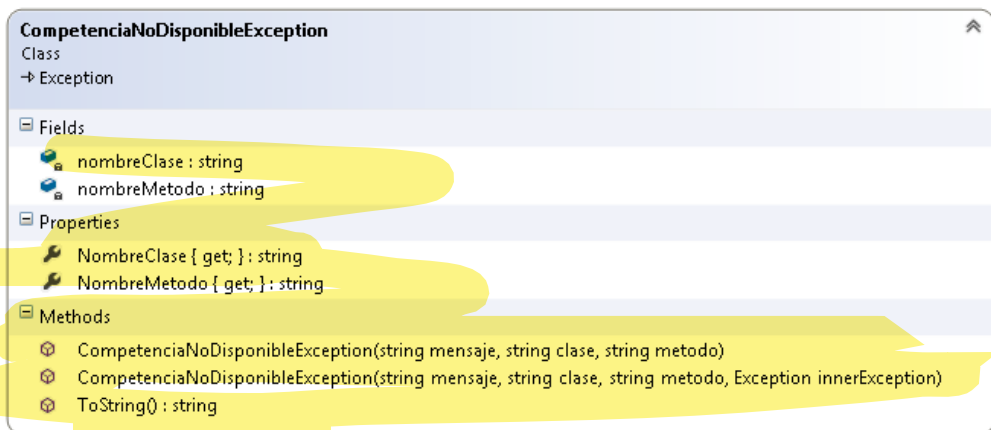 CompetenciaNoDisponibleException
Class
Exception
Fields
nombreClase : string
nombreMetodo : string
Properties
NombreClase { get; } : string
NombreMetodo { get; } : string
Methods
CompetenciaNoDisponibleException(string mensaje, string clase, string metodo)
CompetenciaNoDisponibleException(string mensaje, string clase, string metodo, Exception innerException)
ToString() : string